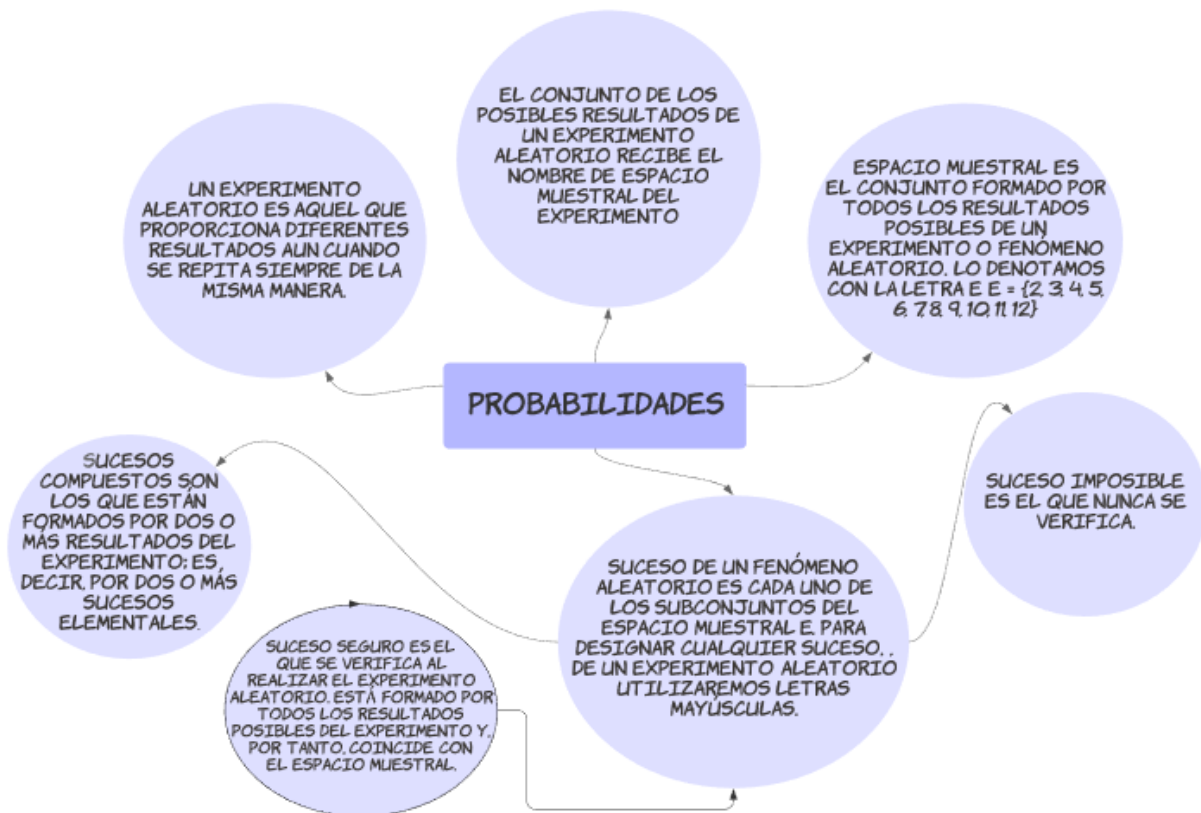 EL CONJUNTO DE LOS
POSIBLES RESULTADOS DE
UN EXPERIMENTO
ALEATORIO RECIBE EL
NOMBRE DE ESPACIO
MUESTRAL DEL
EXPERIMENTO
UN EXPERIMENTO
ALEATORIO ES AQUEL QUE
PROPORCIONA DIFERENTES
RESULTADOS AUN CUANDO
SE REPITA SIEMPRE DE LA
MISMA MANERA.
ESPACIO MUESTRAL ES
EL CONJUNTO FORMADO POR
TODOS LOS RESULTADOS
POSIBLES DE UN
EXPERIMENTO O FENÓMENO
ALEATORIO. LO DENOTAMOS
CON LA LETRA E E = {2, 3, 4, 5,
6, 7,8, 9, 10, 11, 12}
PROBABILIDADES
SUCESOS
COMPUESTOS SON
LOS QUE ESTÁN
FORMADOS POR DOS O
MÁS RESULTADOS DEL
EXPERIMENTO; ES,
DECIR, POR DOS O MÁS
SUCESOS
ELEMENTALES.
SUCESO IMPOSIBLE
ES EL QUE NUNCA SE
VERIFICA.
SUCESO DE UN FENÓMENO
ALEATORIO ES CADA UNO DE
LOS SUBCONJUNTOS DEL
ESPACIO MUESTRAL E. PARA
DESIGNAR CUALQUIER SUCESO, ,
DE UN EXPERIMENTO ALEATORIO
UTILIZAREMOS LETRAS
MAYÚSCULAS.
SUCESO SEGURO ES EL
QUE SE VERIFICA AL
REALIZAR EL EXPERIMENTO
ALEATORIO. ESTÁ FORMADO POR
TODOS LOS RESULTADOS
POSIBLES DEL EXPERIMENTO Y,
POR TANTO, COINCIDE CON
EL ESPACIO MUESTRAL.